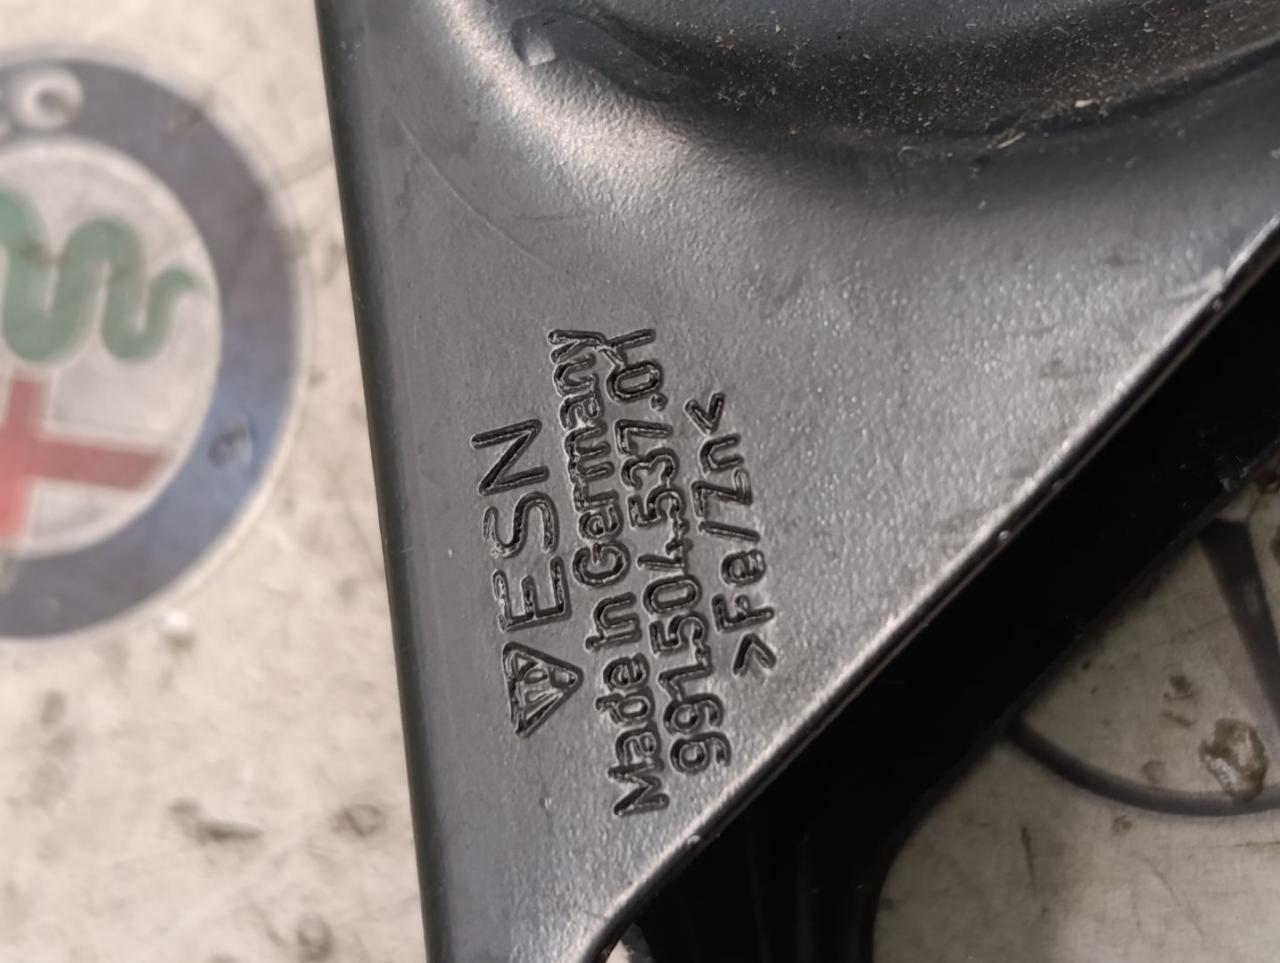 ESN
Made in Germany
991.504.537.01
>Fe/Zn<